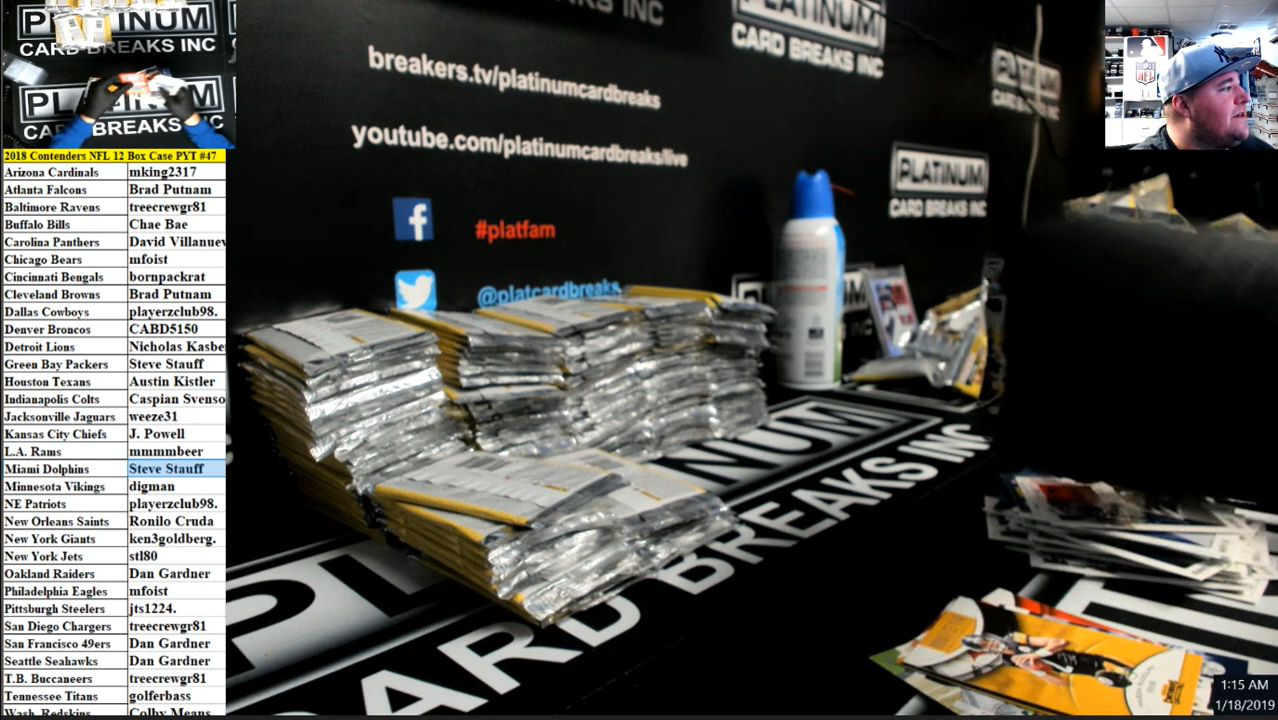 PLATINUM
CARD BREAKS INC
PLATINUM
CARD BREAKS INC
2018 Contenders NFL 12 Box Case PYT #47
Arizona Cardinals mking2317
Atlanta Falcons Brad Putnam
Baltimore Ravens treecrewgr81
Buffalo Bills Chae Bae
Carolina Panthers David Villanuev
Chicago Bears mfoist
Cincinnati Bengals bornpackrat
Cleveland Browns Brad Putnam
Dallas Cowboys playerzclub98.
Denver Broncos CABD5150
Detroit Lions Nicholas Kasbe
Green Bay Packers Steve Stauff
Houston Texans Austin Kistler
Indianapolis Colts Caspian Svenso
Jacksonville Jaguars weeze31
Kansas City Chiefs J. Powell
L.A. Rams mmmmbeer
Miami Dolphins Steve Stauff
Minnesota Vikings digman
NE Patriots playerzclub98.
New Orleans Saints Ronilo Cruda
New York Giants ken3goldberg.
New York Jets stl80
Oakland Raiders Dan Gardner
Philadelphia Eagles mfoist
Pittsburgh Steelers jts1224.
San Diego Chargers treecrewgr81
San Francisco 49ers Dan Gardner
Seattle Seahawks Dan Gardner
T.B. Buccaneers treecrewgr81
Tennessee Titans golferbass
Wash. Redskins Colby Means
breakers.tv/platinumcardbreaks
youtube.com/platinumcardbreaks/live
#platfam
@platcardbreaks
PLATINUM
CARD BREAKS INC
PLATINUM
CARD BREAKS INC
PLATINUM
CARD BREAKS INC
NFL
CARD BREAKS INC
1:15 AM
1/18/2019